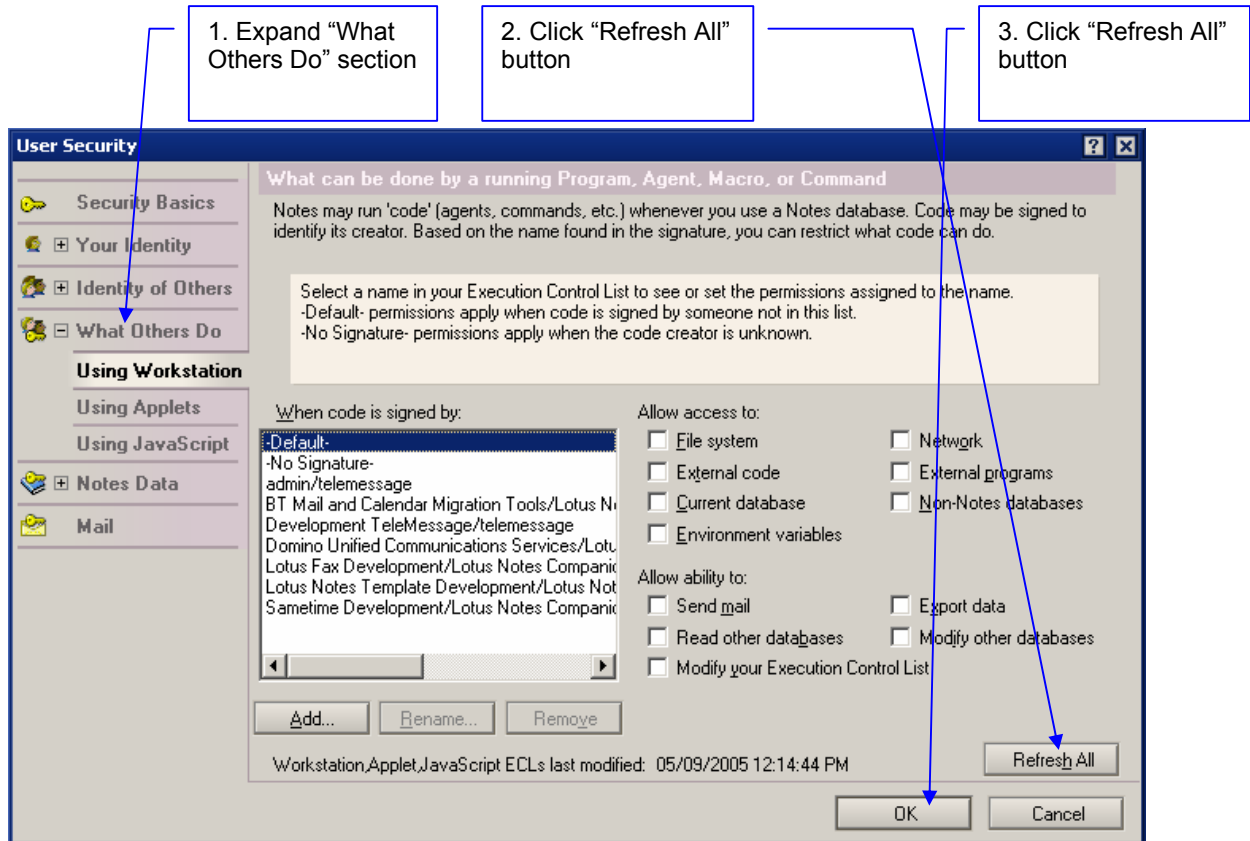 1. Expand “What
Others Do” section
2. Click “Refresh All”
button
3. Click “Refresh All”
button
User Security
What can be done by a running Program, Agent, Macro, or Command
Security Basics
Your Identity
Identity of Others
What Others Do
Using Workstation
Using Applets
Using JavaScript
Notes Data
Mail
Notes may run 'code' (agents, commands, etc.) whenever you use a Notes database. Code may be signed to
identify its creator. Based on the name found in the signature, you can restrict what code can do.
Select a name in your Execution Control List to see or set the permissions assigned to the name.
-Default- permissions apply when code is signed by someone not in this list.
-No Signature- permissions apply when the code creator is unknown.
When code is signed by:
-Default-
-No Signature-
admin/telemessage
BT Mail and Calendar Migration Tools/Lotus N
Development TeleMessage/telemessage
Domino Unified Communications Services/Lotu
Lotus Fax Development/Lotus Notes Companio
Lotus Notes Template Development/Lotus Not
Sametime Development/Lotus Notes Companio
Allow access to:
File system
Network
External code
External programs
Current database
Non-Notes databases
Environment variables
Allow ability to:
Send mail
Export data
Read other databases
Modify other databases
Modify your Execution Control List
Add...
Rename...
Remove
Workstation,Applet,JavaScript ECLs last modified: 05/09/2005 12:14:44 PM
Refresh All
OK
Cancel